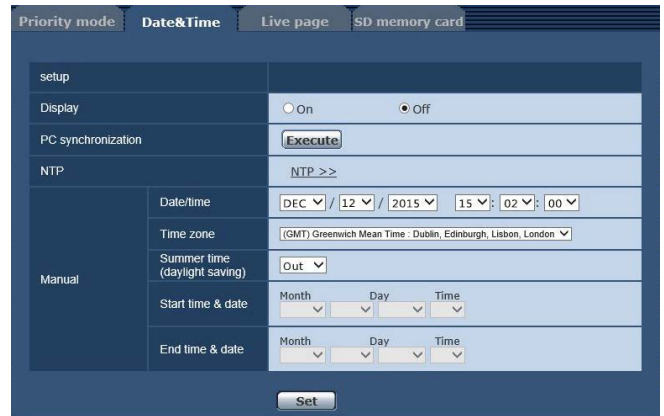 Priority mode Date&Time Live page SD memory card
setup
Display On Off
PC synchronization Execute
NTP NTP >>
Manual
Date/time DEC / 12 / 2015 15 : 02 : 00
Time zone (GMT) Greenwich Mean Time : Dublin, Edinburgh, Lisbon, London
Summer time
(daylight saving) Out
Start time & date Month Day Time
End time & date Month Day Time
Set